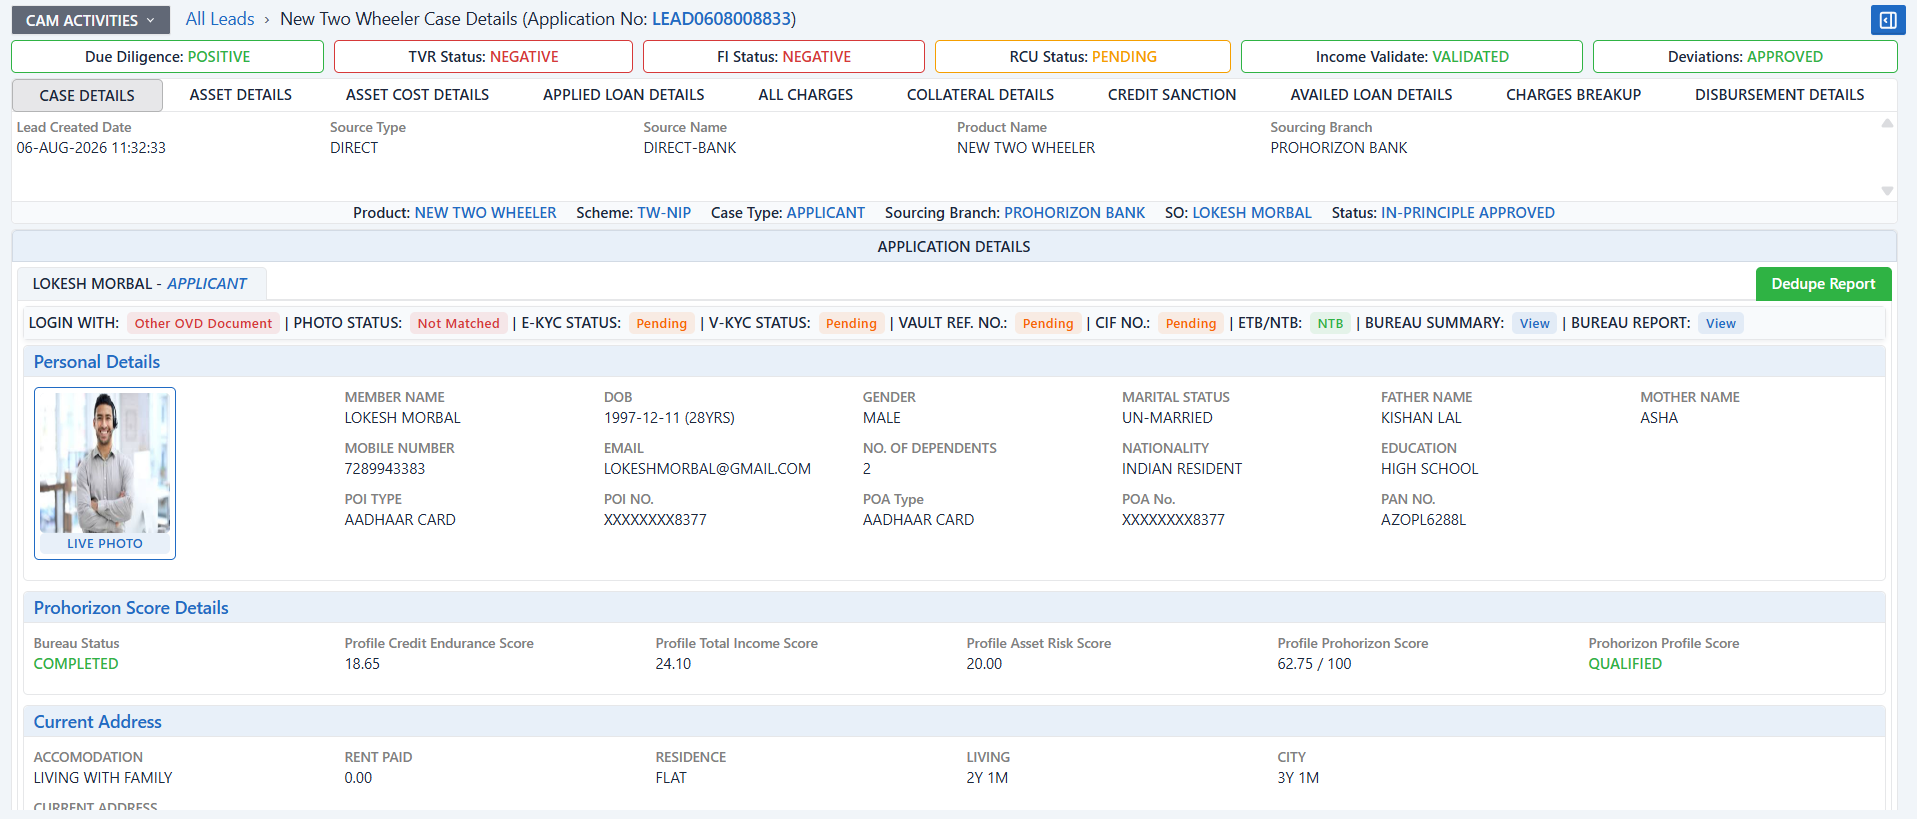 CAM ACTIVITIES All Leads › New Two Wheeler Case Details (Application No: LEAD0608008833)
Due Diligence: POSITIVE TVR Status: NEGATIVE FI Status: NEGATIVE RCU Status: PENDING Income Validate: VALIDATED Deviations: APPROVED
CASE DETAILS ASSET DETAILS ASSET COST DETAILS APPLIED LOAN DETAILS ALL CHARGES COLLATERAL DETAILS CREDIT SANCTION AVAILED LOAN DETAILS CHARGES BREAKUP DISBURSEMENT DETAILS
Lead Created Date Source Type Source Name Product Name Sourcing Branch
06-AUG-2026 11:32:33 DIRECT DIRECT-BANK NEW TWO WHEELER PROHORIZON BANK
Product: NEW TWO WHEELER Scheme: TW-NIP Case Type: APPLICANT Sourcing Branch: PROHORIZON BANK SO: LOKESH MORBAL Status: IN-PRINCIPLE APPROVED
APPLICATION DETAILS
LOKESH MORBAL - APPLICANT Dedupe Report
LOGIN WITH: Other OVD Document | PHOTO STATUS: Not Matched | E-KYC STATUS: Pending | V-KYC STATUS: Pending | VAULT REF. NO.: Pending | CIF NO.: Pending | ETB/NTB: NTB | BUREAU SUMMARY: View | BUREAU REPORT: View
Personal Details
MEMBER NAME DOB GENDER MARITAL STATUS FATHER NAME MOTHER NAME
LOKESH MORBAL 1997-12-11 (28YRS) MALE UN-MARRIED KISHAN LAL ASHA
MOBILE NUMBER EMAIL NO. OF DEPENDENTS NATIONALITY EDUCATION
7289943383 LOKESHMORBAL@GMAIL.COM 2 INDIAN RESIDENT HIGH SCHOOL
POI TYPE POI NO. POA Type POA No. PAN NO.
AADHAAR CARD XXXXXXXX8377 AADHAAR CARD XXXXXXXX8377 AZOPL6288L
LIVE PHOTO
Prohorizon Score Details
Bureau Status Profile Credit Endurance Score Profile Total Income Score Profile Asset Risk Score Profile Prohorizon Score Prohorizon Profile Score
COMPLETED 18.65 24.10 20.00 62.75 / 100 QUALIFIED
Current Address
ACCOMODATION RENT PAID RESIDENCE LIVING CITY
LIVING WITH FAMILY 0.00 FLAT 2Y 1M 3Y 1M
CURRENT ADDRESS